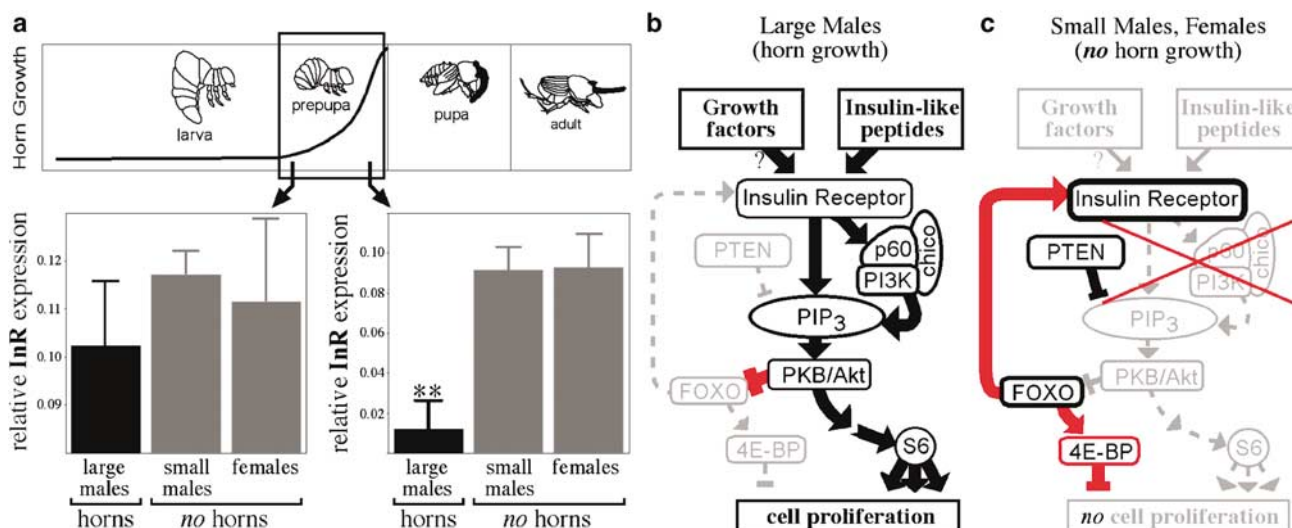 a
Horn Growth
larva
prepupa
pupa
adult
relative InR expression
0.12
0.11
0.10
0.09
large males
small males
females
horns
no horns
relative InR expression
0.10
0.08
0.06
0.04
0.02
**
large males
small males
females
horns
no horns
b
Large Males
(horn growth)
Growth factors
Insulin-like peptides
?
Insulin Receptor
PTEN
p60
PI3K
chico
PIP3
PKB/Akt
FOXO
4E-BP
S6
cell proliferation
c
Small Males, Females
(no horn growth)
Growth factors
Insulin-like peptides
?
Insulin Receptor
PTEN
p60
PI3K
chico
PIP3
FOXO
PKB/Akt
4E-BP
S6
no cell proliferation